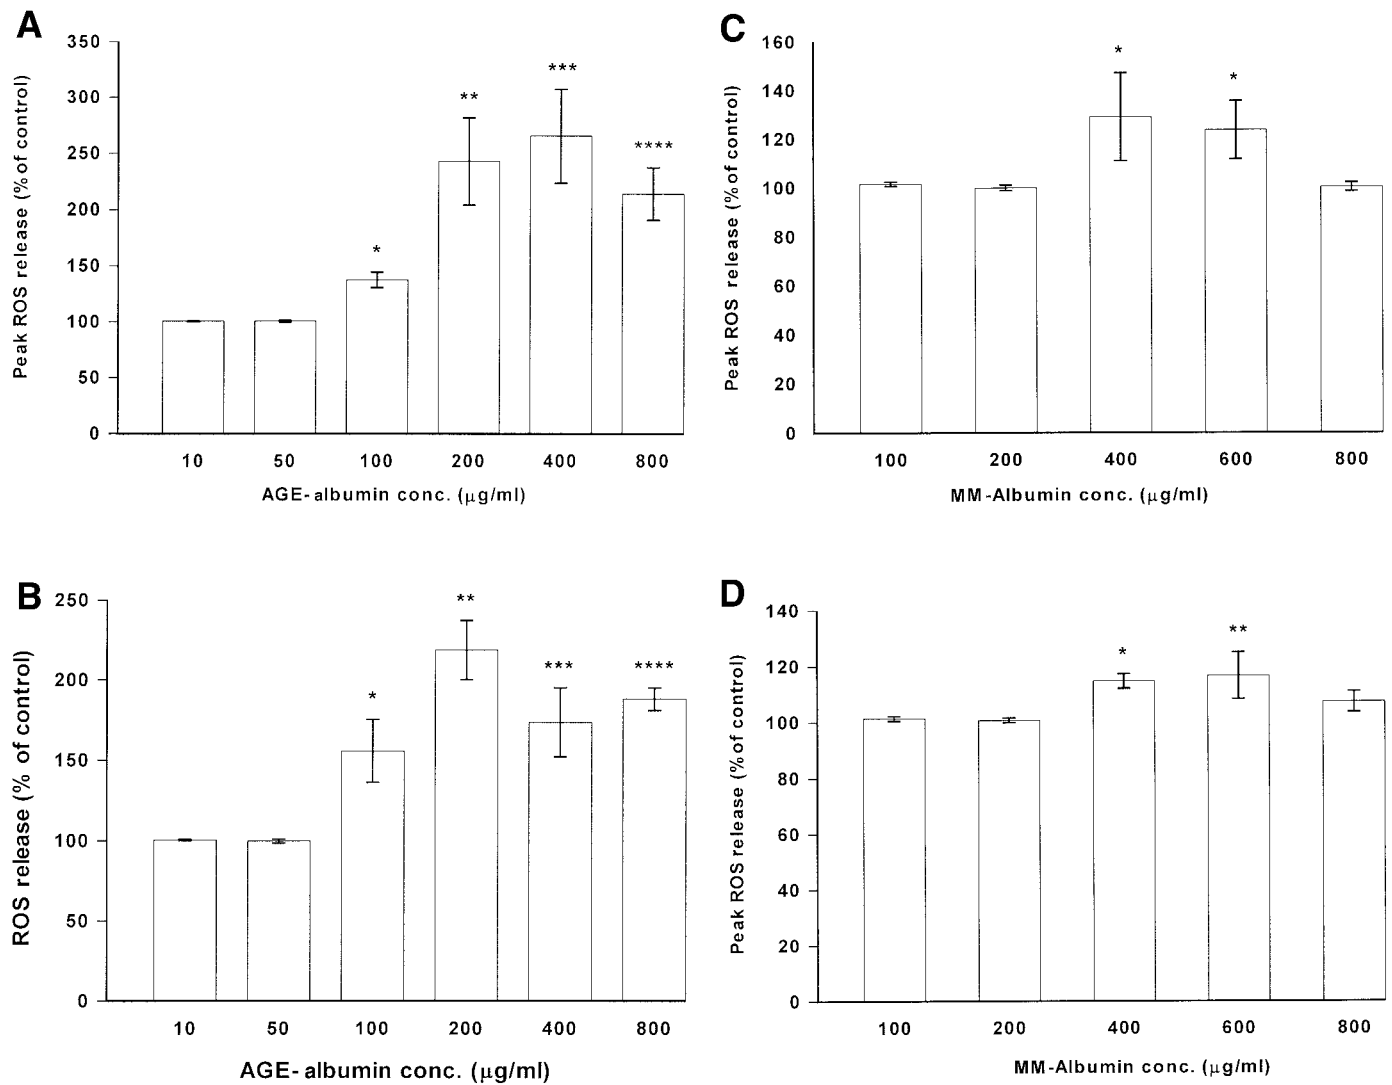 A
Peak ROS release (% of control)
350
300
250
200
150
100
50
0
*
**
***
****
10 50 100 200 400 800
AGE-albumin conc. (μg/ml)
C
Peak ROS release (% of control)
160
140
120
100
80
60
40
20
0
*
*
100 200 400 600 800
MM-Albumin conc. (μg/ml)
B
ROS release (% of control)
250
200
150
100
50
0
*
**
***
****
10 50 100 200 400 800
AGE-albumin conc. (μg/ml)
D
Peak ROS release (% of control)
140
120
100
80
60
40
20
0
*
**
100 200 400 600 800
MM-Albumin conc. (μg/ml)